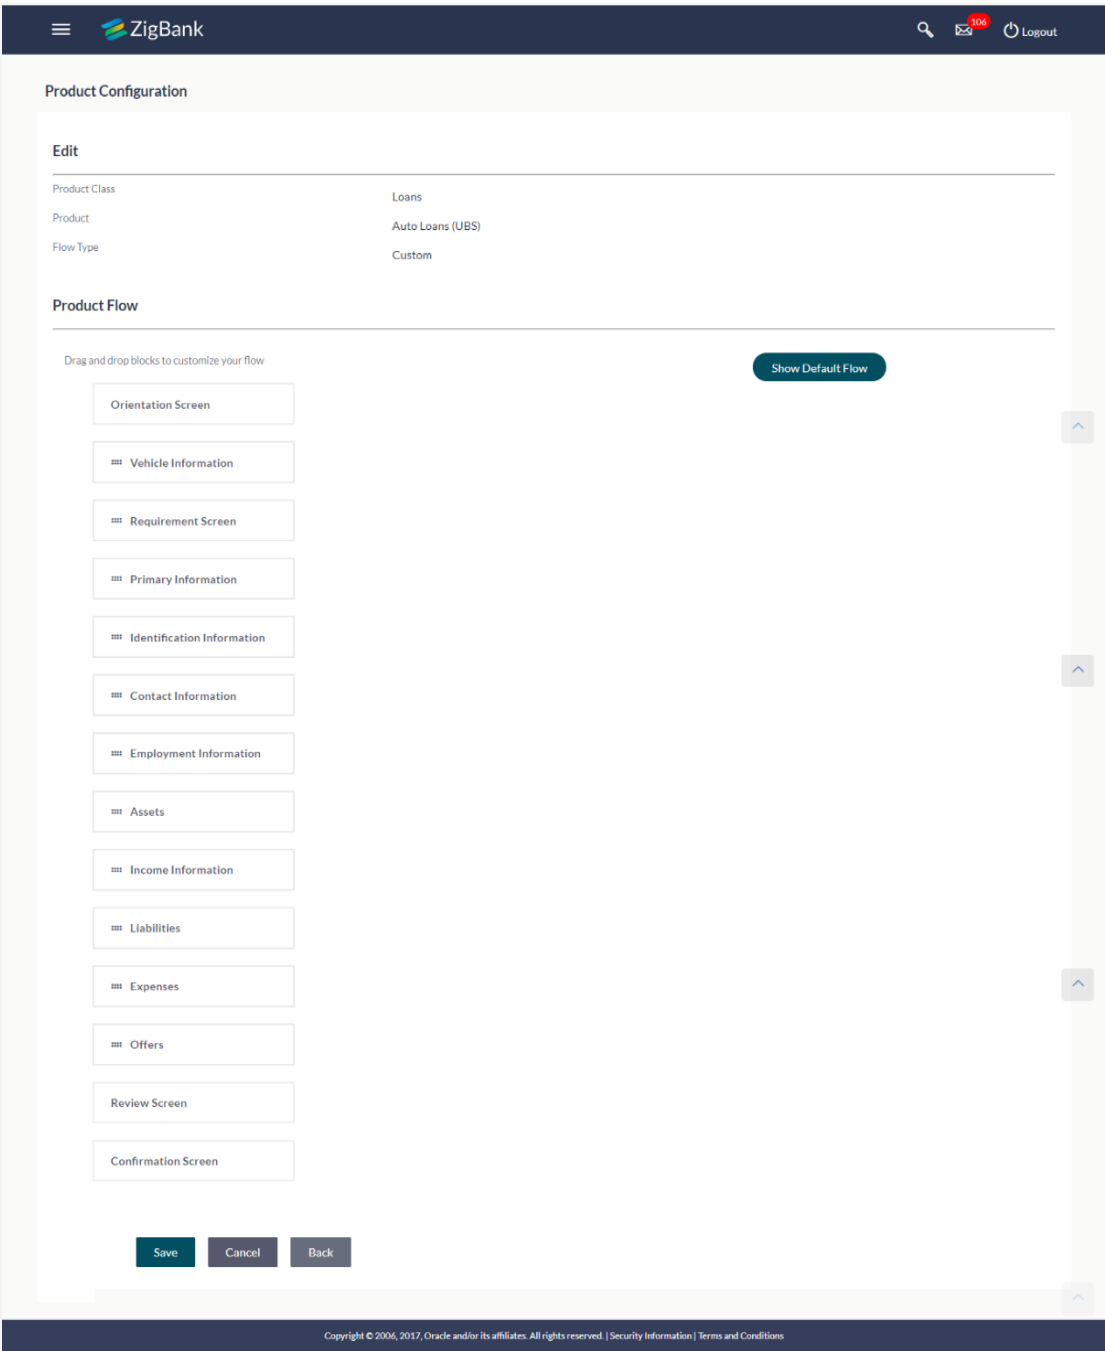 ZigBank
106
Logout
Product Configuration
Edit
Product Class
Loans
Product
Auto Loans (UBS)
Flow Type
Custom
Product Flow
Drag and drop blocks to customize your flow
Show Default Flow
Orientation Screen
Vehicle Information
Requirement Screen
Primary Information
Identification Information
Contact Information
Employment Information
Assets
Income Information
Liabilities
Expenses
Offers
Review Screen
Confirmation Screen
Save Cancel Back
Copyright © 2006, 2017, Oracle and/or its affiliates. All rights reserved. | Security Information | Terms and Conditions